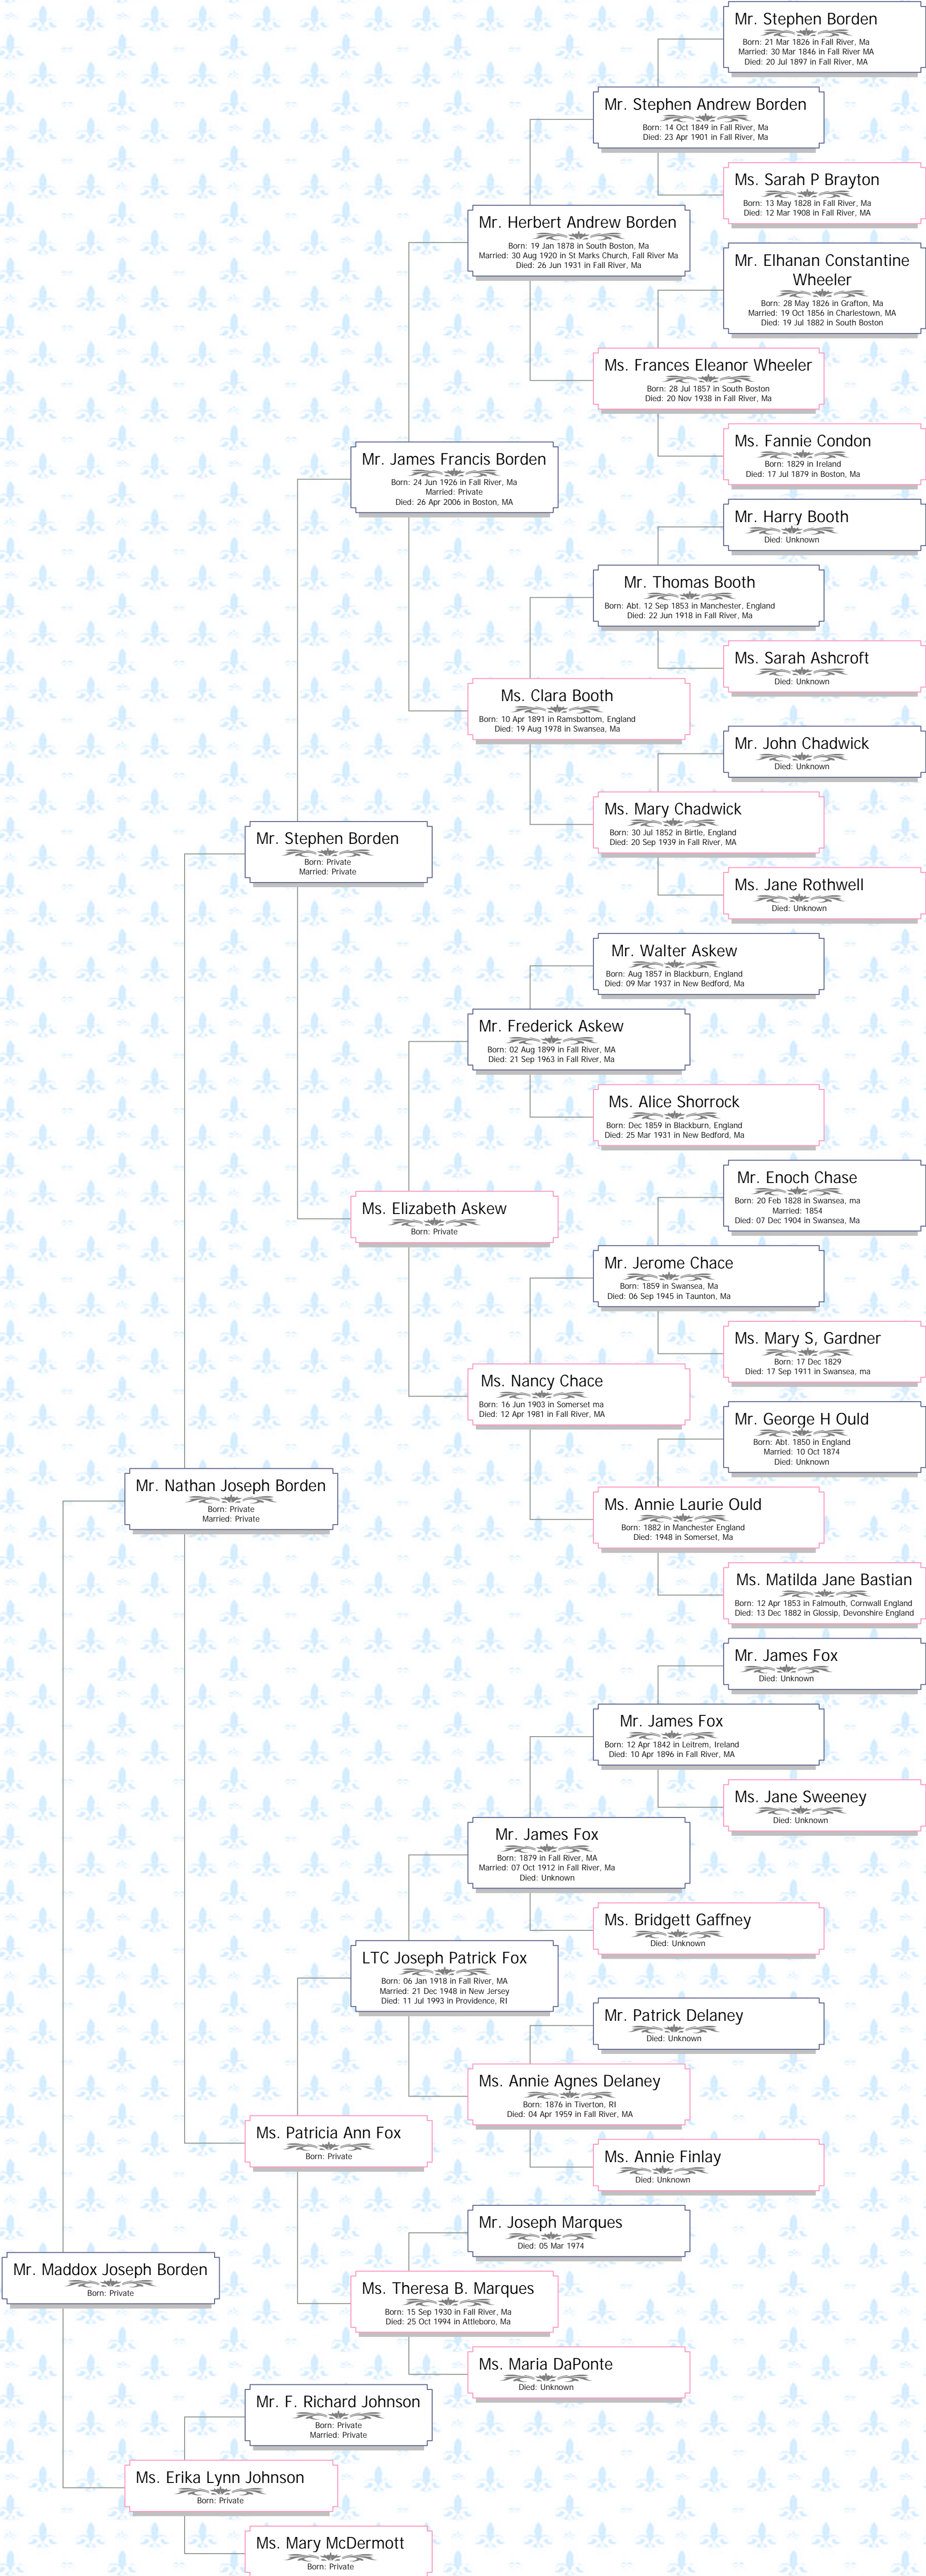 Mr. Stephen Borden
Born: 21 Mar 1826 in Fall River, Ma
Married: 30 Mar 1846 in Fall River MA
Died: 20 Jul 1897 in Fall River, MA
Mr. Stephen Andrew Borden
Born: 14 Oct 1849 in Fall River, Ma
Died: 23 Apr 1901 in Fall River, Ma
Ms. Sarah P Brayton
Born: 13 May 1828 in Fall River, Ma
Died: 12 Mar 1908 in Fall River, MA
Mr. Herbert Andrew Borden
Born: 19 Jan 1878 in South Boston, Ma
Married: 30 Aug 1920 in St Marks Church, Fall River Ma
Died: 26 Jun 1931 in Fall River, Ma
Mr. Elhanan Constantine
Wheeler
Born: 28 May 1826 in Grafton, Ma
Married: 19 Oct 1856 in Charlestown, MA
Died: 19 Jul 1882 in South Boston
Ms. Frances Eleanor Wheeler
Born: 28 Jul 1857 in South Boston
Died: 20 Nov 1938 in Fall River, Ma
Ms. Fannie Condon
Born: 1829 in Ireland
Died: 17 Jul 1879 in Boston, Ma
Mr. James Francis Borden
Born: 24 Jun 1926 in Fall River, Ma
Married: Private
Died: 26 Apr 2006 in Boston, MA
Mr. Harry Booth
Died: Unknown
Mr. Thomas Booth
Born: Abt. 12 Sep 1853 in Manchester, England
Died: 22 Jun 1918 in Fall River, Ma
Ms. Sarah Ashcroft
Died: Unknown
Ms. Clara Booth
Born: 10 Apr 1891 in Ramsbottom, England
Died: 19 Aug 1978 in Swansea, Ma
Mr. John Chadwick
Died: Unknown
Ms. Mary Chadwick
Born: 30 Jul 1852 in Birtle, England
Died: 20 Sep 1939 in Fall River, MA
Ms. Jane Rothwell
Died: Unknown
Mr. Stephen Borden
Born: Private
Married: Private
Mr. Walter Askew
Born: Aug 1857 in Blackburn, England
Died: 09 Mar 1937 in New Bedford, Ma
Mr. Frederick Askew
Born: 02 Aug 1899 in Fall River, MA
Died: 21 Sep 1963 in Fall River, Ma
Ms. Alice Shorrock
Born: Dec 1859 in Blackburn, England
Died: 25 Mar 1931 in New Bedford, Ma
Ms. Elizabeth Askew
Born: Private
Mr. Enoch Chase
Born: 20 Feb 1828 in Swansea, ma
Married: 1854
Died: 07 Dec 1904 in Swansea, Ma
Mr. Jerome Chace
Born: 1859 in Swansea, Ma
Died: 06 Sep 1945 in Taunton, Ma
Ms. Mary S, Gardner
Born: 17 Dec 1829
Died: 17 Sep 1911 in Swansea, ma
Ms. Nancy Chace
Born: 16 Jun 1903 in Somerset ma
Died: 12 Apr 1981 in Fall River, MA
Mr. George H Ould
Born: Abt. 1850 in England
Married: 10 Oct 1874
Died: Unknown
Ms. Annie Laurie Ould
Born: 1882 in Manchester England
Died: 1948 in Somerset, Ma
Ms. Matilda Jane Bastian
Born: 12 Apr 1853 in Falmouth, Cornwall England
Died: 13 Dec 1882 in Glossip, Devonshire England
Mr. Nathan Joseph Borden
Born: Private
Married: Private
Mr. James Fox
Died: Unknown
Mr. James Fox
Born: 12 Apr 1842 in Leitrem, Ireland
Died: 10 Apr 1896 in Fall River, MA
Ms. Jane Sweeney
Died: Unknown
Mr. James Fox
Born: 1879 in Fall River, MA
Married: 07 Oct 1912 in Fall River, Ma
Died: Unknown
Ms. Bridgett Gaffney
Died: Unknown
LTC Joseph Patrick Fox
Born: 06 Jan 1918 in Fall River, MA
Married: 21 Dec 1948 in New Jersey
Died: 11 Jul 1993 in Providence, RI
Mr. Patrick Delaney
Died: Unknown
Ms. Annie Agnes Delaney
Born: 1876 in Tiverton, RI
Died: 04 Apr 1959 in Fall River, MA
Ms. Annie Finlay
Died: Unknown
Ms. Patricia Ann Fox
Born: Private
Mr. Joseph Marques
Died: 05 Mar 1974
Ms. Theresa B. Marques
Born: 15 Sep 1930 in Fall River, Ma
Died: 25 Oct 1994 in Attleboro, Ma
Ms. Maria DaPonte
Died: Unknown
Mr. Maddox Joseph Borden
Born: Private
Mr. F. Richard Johnson
Born: Private
Married: Private
Ms. Erika Lynn Johnson
Born: Private
Ms. Mary McDermott
Born: Private